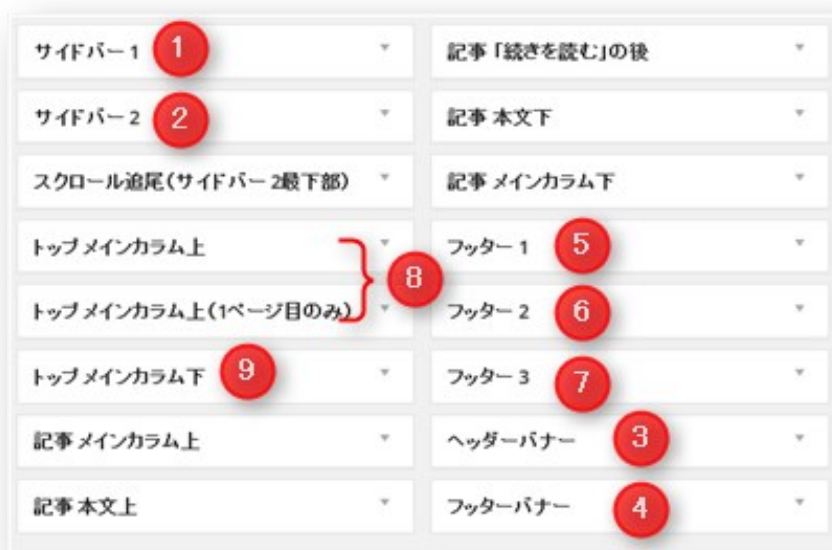 サイドバー 1 1
サイドバー 2 2
スクロール追尾(サイドバー 2最下部)
トップ メインカラム上
トップ メインカラム上(1ページ目のみ) 8
トップ メインカラム下 9
記事 メインカラム上
記事 本文上
記事 「続きを読む」の後
記事 本文下
記事 メインカラム下
フッター 1 5
フッター 2 6
フッター 3 7
ヘッダーバナー 3
フッターバナー 4